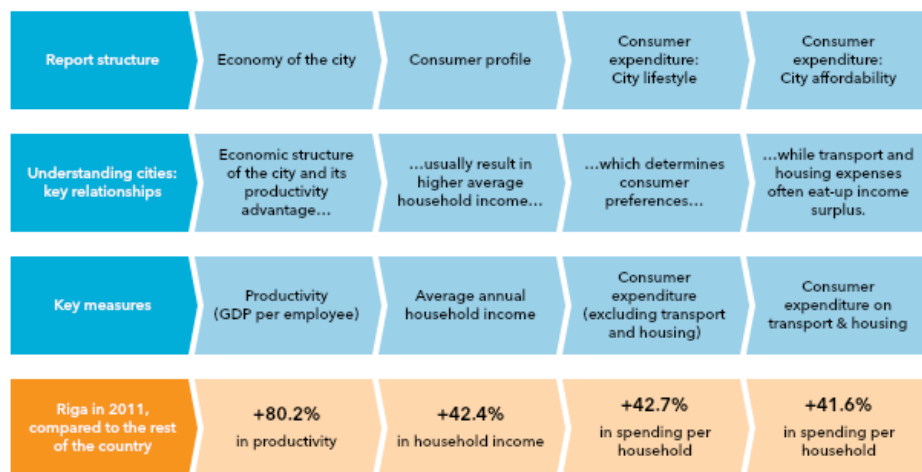 Report structure
Economy of the city
Consumer profile
Consumer
expenditure:
City lifestyle
Consumer
expenditure:
City affordability
Understanding cities:
key relationships
Economic structure
of the city and its
productivity
advantage…
…usually result in
higher average
household income…
…which determines
consumer
preferences…
…while transport and
housing expenses
often eat-up income
surplus.
Key measures
Productivity
(GDP per employee)
Average annual
household income
Consumer
expenditure
(excluding transport
and housing)
Consumer
expenditure on
transport & housing
Riga in 2011,
compared to the rest
of the country
+80.2%
in productivity
+42.4%
in household income
+42.7%
in spending per
household
+41.6%
in spending per
household